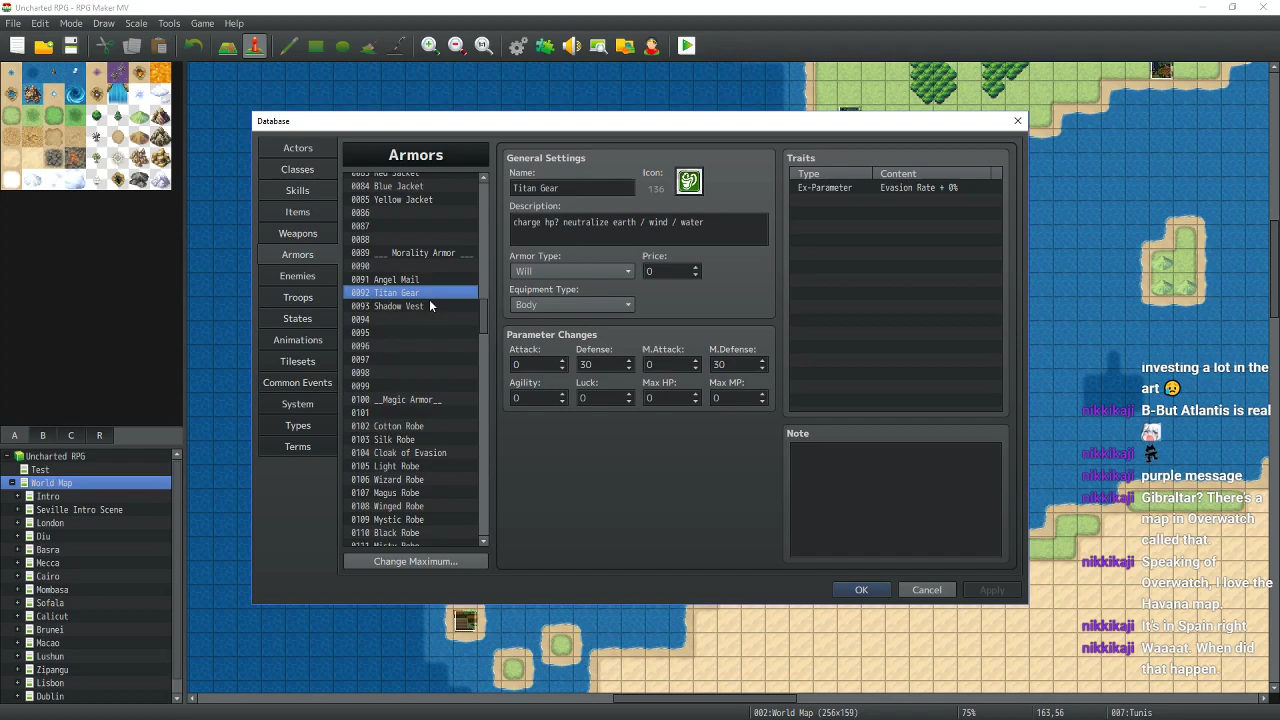 Uncharted RPG - RPG Maker MV
File Edit Mode Draw Scale Tools Game Help
Database
Actors
Classes
Skills
Items
Weapons
Armors
Enemies
Troops
States
Animations
Tilesets
Common Events
System
Types
Terms
Armors
0083 Red Jacket
0084 Blue Jacket
0085 Yellow Jacket
0086
0087
0088
0089 ___ Morality Armor ___
0090
0091 Angel Mail
0092 Titan Gear
0093 Shadow Vest
0094
0095
0096
0097
0098
0099
0100 __Magic Armor__
0101
0102 Cotton Robe
0103 Silk Robe
0104 Cloak of Evasion
0105 Light Robe
0106 Wizard Robe
0107 Magus Robe
0108 Winged Robe
0109 Mystic Robe
0110 Black Robe
0111 Misty Robe
Change Maximum...
General Settings
Name: Icon:
Titan Gear 136
Description:
charge hp? neutralize earth / wind / water
Armor Type: Price:
Will 0
Equipment Type:
Body
Parameter Changes
Attack: Defense: M.Attack: M.Defense:
0 30 0 30
Agility: Luck: Max HP: Max MP:
0 0 0 0
Traits
Type Content
Ex-Parameter Evasion Rate + 0%
Note
OK Cancel Apply
A B C R
Uncharted RPG
Test
World Map
Intro
Seville Intro Scene
London
Diu
Basra
Mecca
Cairo
Mombasa
Sofala
Calicut
Brunei
Macao
Lushun
Zipangu
Lisbon
Dublin
investing a lot in the
art 😥
nikkikaji B-But Atlantis is real
nikkikaji
nikkikaji purple message
nikkikaji Gibraltar? There's a
map in Overwatch
called that.
nikkikaji Speaking of
Overwatch, I love the
Havana map.
nikkikaji It's in Spain right
nikkikaji Waaaat. When did
that happen.
002:World Map (256x159) 75% 163,56 007:Tunis